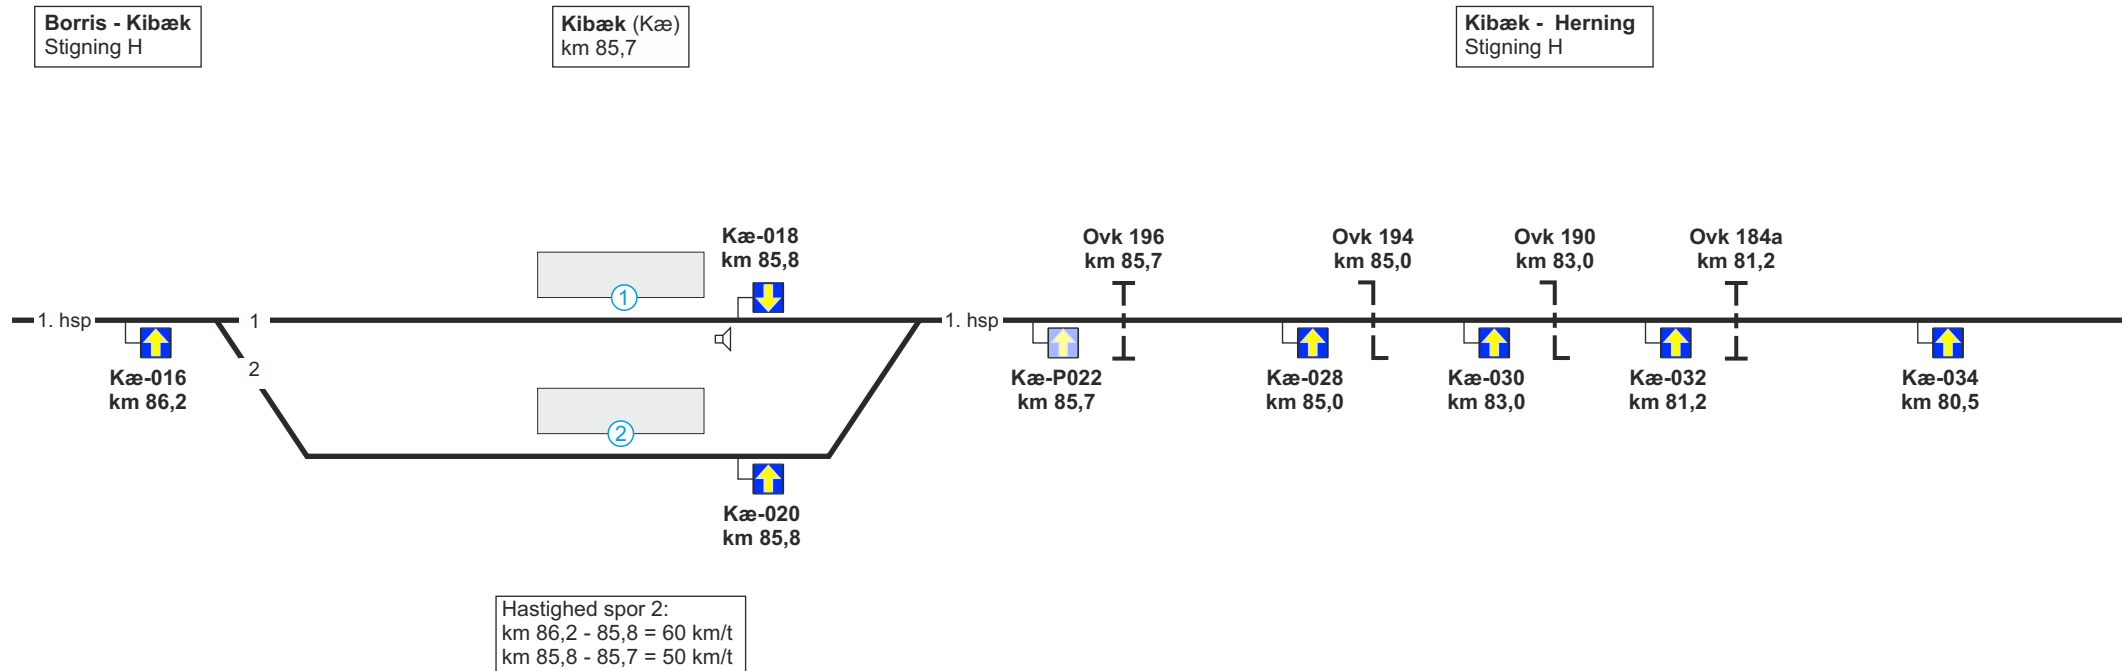 Borris - Kibæk
Stigning H
Kibæk (Kæ)
km 85,7
Kibæk -  Herning
Stigning H
Kæ-018
km 85,8
Ovk 196
km 85,7
Ovk 194
km 85,0
Ovk 190
km 83,0
Ovk 184a
km 81,2
1
1. hsp
1
1. hsp
2
Kæ-016
km 86,2
Kæ-P022
km 85,7
Kæ-028
km 85,0
Kæ-030
km 83,0
Kæ-032
km 81,2
Kæ-034
km 80,5
2
Kæ-020
km 85,8
Hastighed spor 2:
km 86,2 - 85,8 = 60 km/t
km 85,8 - 85,7 = 50 km/t